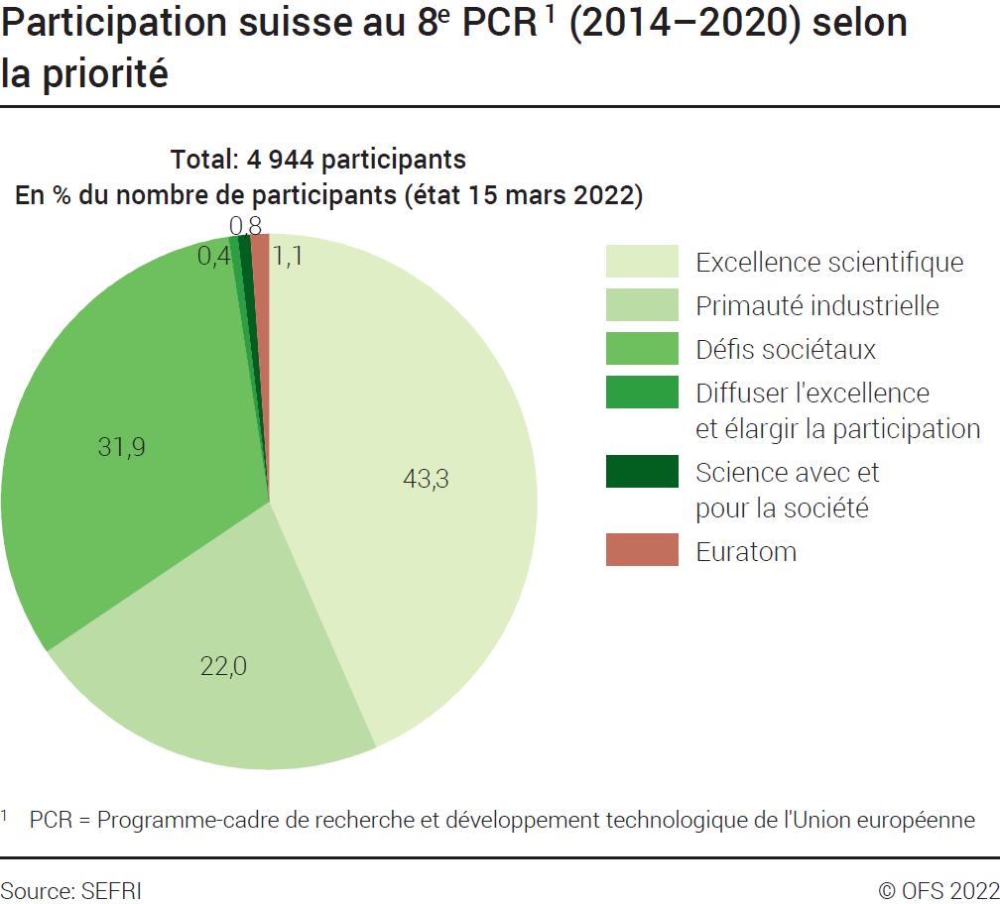 Participation suisse au 8e PCR 1 (2014–2020) selon
la priorité
Total: 4 944 participants
En % du nombre de participants (état 15 mars 2022)
0,8
0,4
1,1
31,9
43,3
22,0
Excellence scientifique
Primauté industrielle
Défis sociétaux
Diffuser l'excellence
et élargir la participation
Science avec et
pour la société
Euratom
1 PCR = Programme-cadre de recherche et développement technologique de l'Union européenne
Source: SEFRI
© OFS 2022